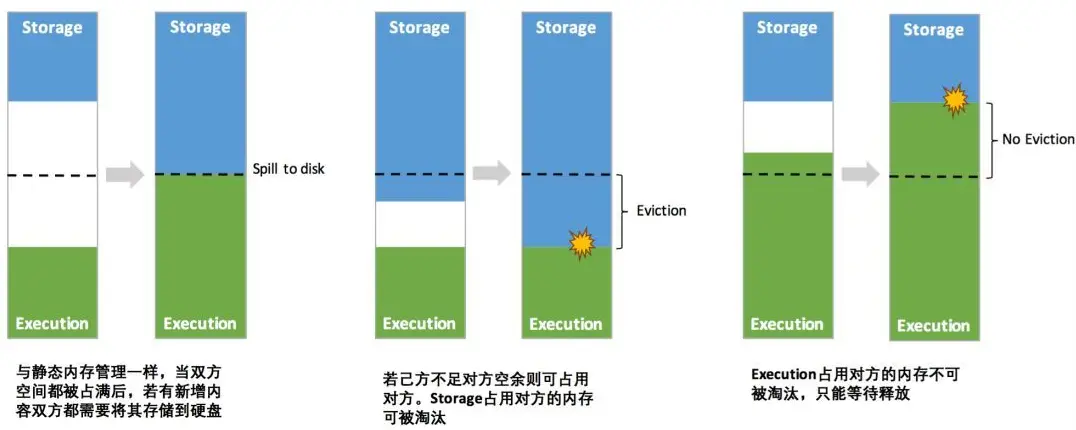 Storage
Storage
Spill to disk
Execution
Execution
与静态内存管理一样，当双方
空间都被占满后，若有新增内
容双方都需要将其存储到硬盘
Storage
Storage
Eviction
Execution
Execution
若己方不足对方空余则可占用
对方。Storage占用对方的内存
可被淘汰
Storage
Storage
No Eviction
Execution
Execution
Execution占用对方的内存不可
被淘汰，只能等待释放